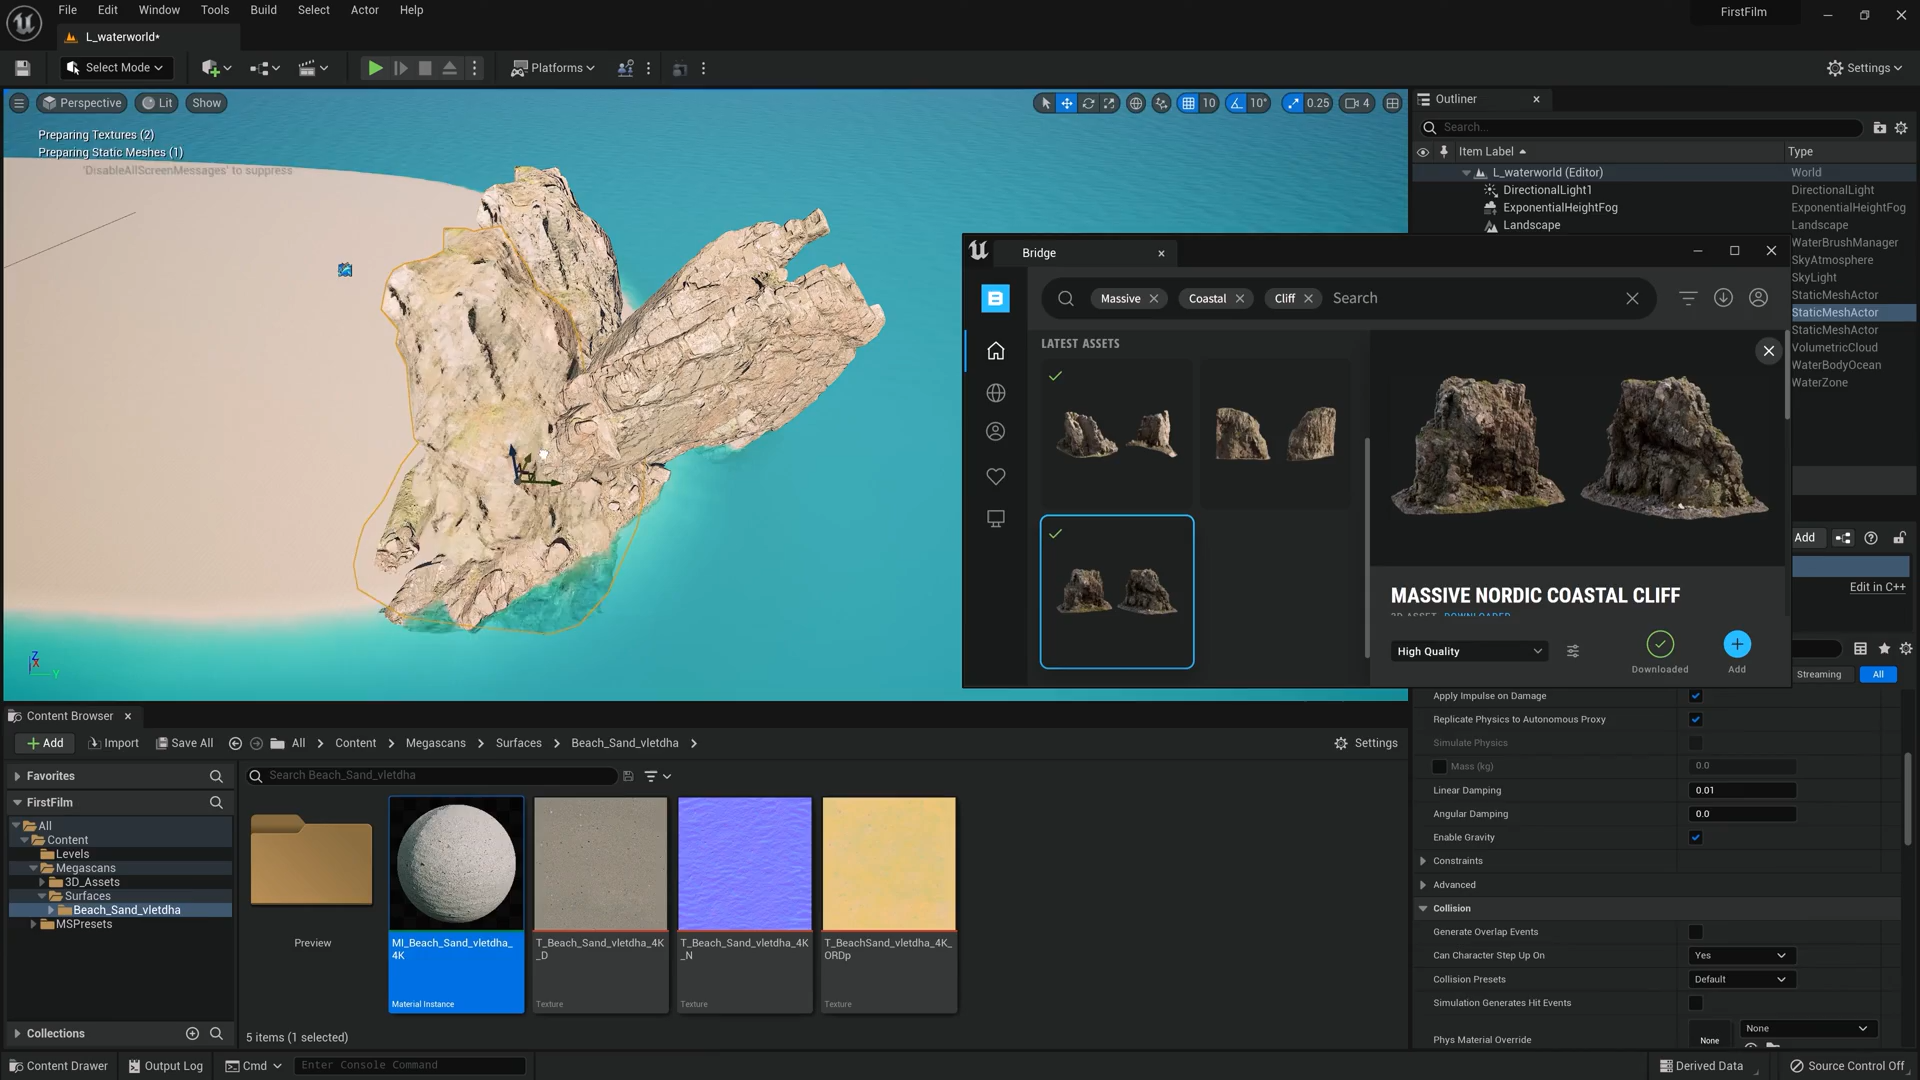 File Edit Window Tools Build Select Actor Help
FirstFilm
L_waterworld*
Select Mode
Platforms
Settings
Perspective Lit Show
10 10° 0.25 4
Preparing Textures (2)
Preparing Static Meshes (1)
'DisableAllScreenMessages' to suppress
Z
X
Y
Outliner
Search...
Item Label Type
L_waterworld (Editor) World
DirectionalLight1 DirectionalLight
ExponentialHeightFog ExponentialHeightFog
Landscape Landscape
WaterBrushManager
SkyAtmosphere
SkyLight
StaticMeshActor
StaticMeshActor
StaticMeshActor
VolumetricCloud
WaterBodyOcean
WaterZone
Bridge
B
Massive Coastal Cliff Search
LATEST ASSETS
MASSIVE NORDIC COASTAL CLIFF
3D ASSET DOWNLOADED
High Quality
Downloaded
Add
Add
Edit in C++
Streaming All
Apply Impulse on Damage
Replicate Physics to Autonomous Proxy
Simulate Physics
Mass (kg) 0.0
Linear Damping 0.01
Angular Damping 0.0
Enable Gravity
Constraints
Advanced
Collision
Generate Overlap Events
Can Character Step Up On Yes
Collision Presets Default
Simulation Generates Hit Events
Phys Material Override None None
Content Browser
Add Import Save All All Content Megascans Surfaces Beach_Sand_vletdha Settings
Favorites
Search Beach_Sand_vletdha
FirstFilm
All
Content
Levels
Megascans
3D_Assets
Surfaces
Beach_Sand_vletdha
MSPresets
Collections
Preview
MI_Beach_Sand_vletdha_
4K
Material Instance
T_Beach_Sand_vletdha_4K
_D
Texture
T_Beach_Sand_vletdha_4K
_N
Texture
T_BeachSand_vletdha_4K_
ORDp
Texture
5 items (1 selected)
Content Drawer Output Log Cmd Enter Console Command
Derived Data Source Control Off